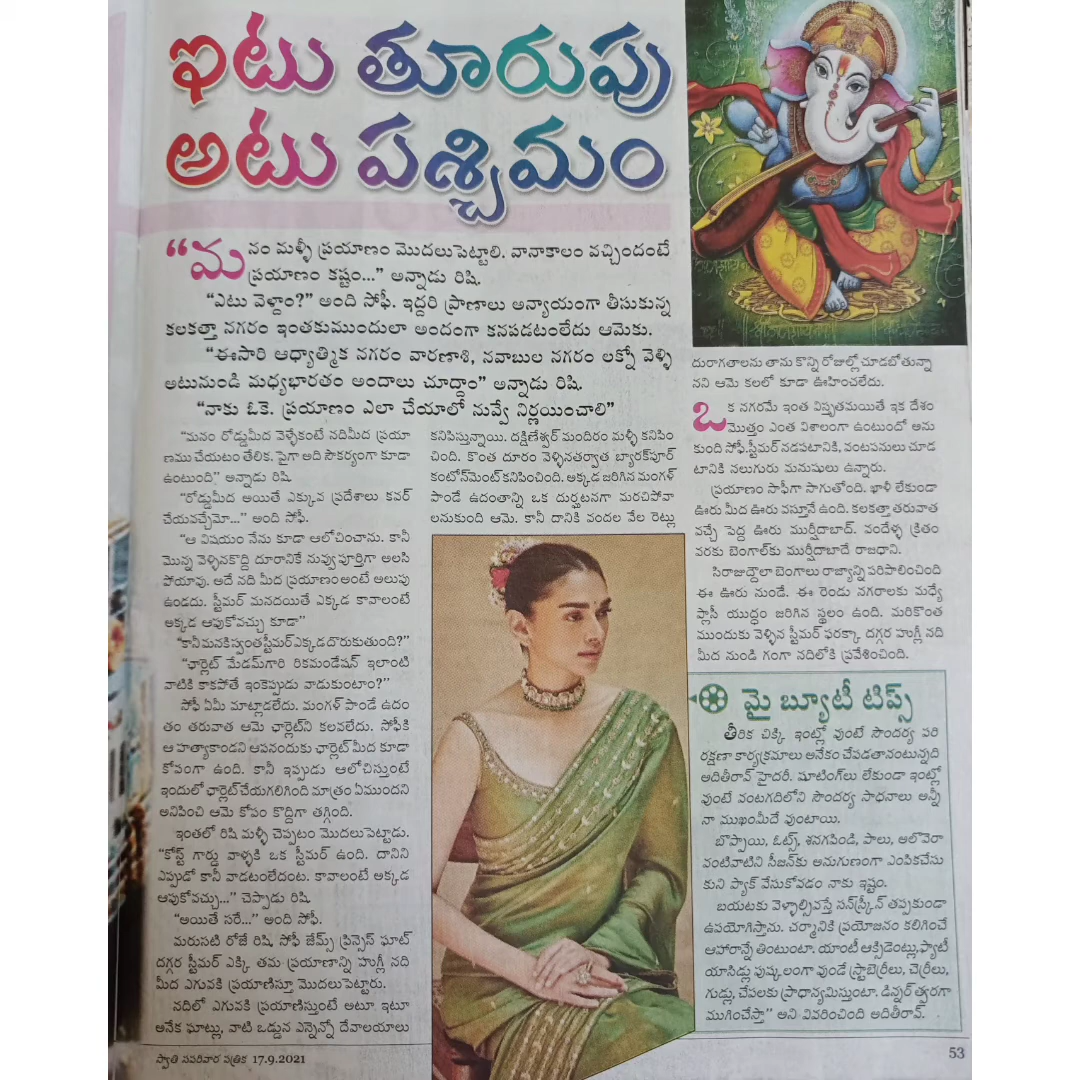 ఇటు తూరుపు
అటు పశ్చిమం
“మనం మళ్ళీ ప్రయాణం మొదలుపెట్టాలి. వానాకాలం వచ్చిందంటే
ప్రయాణం కష్టం...” అన్నాడు రిషి.
“ఎటు వెళ్దాం?” అంది సోఫీ. ఇద్దరి ప్రాణాలు అన్యాయంగా తీసుకున్న
కలకత్తా నగరం ఇంతకుముందులా అందంగా కనపడటంలేదు ఆమెకు.
“ఈసారి ఆధ్యాత్మిక నగరం వారణాశి, నవాబుల నగరం లక్నో వెళ్ళి
అటునుండి మధ్యభారతం అందాలు చూద్దాం” అన్నాడు రిషి.
“నాకు ఓకె. ప్రయాణం ఎలా చేయాలో నువ్వే నిర్ణయించాలి”
“మనం రోడ్డుమీద వెళ్ళేకంటే నదిమీద ప్రయా
ణము చేయటం తేలిక. పైగా అది సౌకర్యంగా కూడా
ఉంటుంది” అన్నాడు రిషి.
“రోడ్డుమీద అయితే ఎక్కువ ప్రదేశాలు కవర్
చేయవచ్చేమో...” అంది సోఫీ.
“ఆ విషయం నేను కూడా ఆలోచించాను. కానీ
మొన్న వెళ్ళినకొద్ది దూరానికే నువ్వు పూర్తిగా అలసి
పోయావు. అదే నది మీద ప్రయాణం అంటే అలుపు
ఉండదు. స్టీమర్ మనదయితే ఎక్కడ కావాలంటే
అక్కడ ఆపుకోవచ్చు కూడా”
“కానీ మనకి స్వంత స్టీమర్ ఎక్కడ దొరుకుతుంది?”
“ఛార్లెట్ మేడమ్‌గారి రికమండేషన్ ఇలాంటి
వాటికి కాకపోతే ఇంకెప్పుడు వాడుకుంటాం?”
సోఫీ ఏమీ మాట్లాడలేదు. మంగళ్ పాండే ఉదం
తం తరువాత ఆమె ఛార్లెట్‌ని కలవలేదు. సోఫీకి
ఆ హత్యాకాండని ఆపనందుకు ఛార్లెట్ మీద కూడా
కోపంగా ఉంది. కానీ ఇప్పుడు ఆలోచిస్తుంటే
ఇందులో ఛార్లెట్ చేయగలిగింది మాత్రం ఏముందని
అనిపించి ఆమె కోపం కొద్దిగా తగ్గింది.
ఇంతలో రిషి మళ్ళీ చెప్పటం మొదలుపెట్టాడు.
“కోస్ట్ గార్డు వాళ్ళకి ఒక స్టీమర్ ఉంది. దానిని
ఎప్పుడో కానీ వాడటంలేదంట. కావాలంటే అక్కడ
ఆపుకోవచ్చు...” చెప్పాడు రిషి.
“అయితే సరే...” అంది సోఫీ.
మరుసటి రోజే రిషి, సోఫీ జేమ్స్ ప్రిన్సెస్ ఘాట్
దగ్గర స్టీమర్ ఎక్కి తమ ప్రయాణాన్ని హుగ్లీ నది
మీద ఎగువకి ప్రయాణిస్తూ మొదలుపెట్టారు.
నదిలో ఎగువకి ప్రయాణిస్తుంటే అటూ ఇటూ
అనేక ఘాట్లు, వాటి ఒడ్డున ఎన్నెన్నో దేవాలయాలు
కనిపిస్తున్నాయి. దక్షిణేశ్వర్ మందిరం మళ్ళీ కనిపిం
చింది. కొంత దూరం వెళ్ళినతర్వాత బ్యారక్‌పూర్
కంటోన్‌మెంట్ కనిపించింది. అక్కడ జరిగిన మంగళ్
పాండే ఉదంతాన్ని ఒక దుర్ఘటనగా మరచిపోవా
లనుకుంది ఆమె. కానీ దానికి వందల వేల రెట్లు
దురాగతాలను తాను కొన్ని రోజుల్లో చూడబోతున్నా
నని ఆమె కలలో కూడా ఊహించలేదు.
ఒక నగరమే ఇంత విస్తృతమయితే ఇక దేశం
మొత్తం ఎంత విశాలంగా ఉంటుందో అను
కుంది సోఫీ. స్టీమర్ నడపటానికి, వంటపనులు చూడ
టానికి నలుగురు మనుషులు ఉన్నారు.
ప్రయాణం సాఫీగా సాగుతోంది. ఖాళీ లేకుండా
ఊరు మీద ఊరు వస్తూనే ఉంది. కలకత్తా తరువాత
వచ్చే పెద్ద ఊరు ముర్షీదాబాద్. వందేళ్ళ క్రితం
వరకు బెంగాల్‌కు ముర్షీదాబాదే రాజధాని.
సిరాజుద్దౌలా బెంగాలు రాజ్యాన్ని పరిపాలించింది
ఈ ఊరు నుండే. ఈ రెండు నగరాలకు మధ్యే
ప్లాసీ యుద్ధం జరిగిన స్థలం ఉంది. మరికొంత
ముందుకు వెళ్ళిన స్టీమర్ ఫరక్కా దగ్గర హుగ్లీ నది
మీద నుండి గంగా నదిలోకి ప్రవేశించింది.
మై బ్యూటీ టిప్స్
తీరిక చిక్కి ఇంట్లో వుంటే సౌందర్య పరి
రక్షణా కార్యక్రమాలు అనేకం చేపడతానంటున్నది
అదితీరావ్ హైదరీ. షూటింగ్‌లు లేకుండా ఇంట్లో
వుంటే వంటగదిలోని సౌందర్య సాధనాలు అన్నీ
నా ముఖంమీదే వుంటాయి.
బొప్పాయి, ఓట్స్, శనగపిండి, పాలు, అలోవెరా
వంటివాటిని సీజన్‌కు అనుగుణంగా ఎంపికచేసు
కుని ప్యాక్ వేసుకోవడం నాకు ఇష్టం.
బయటకు వెళ్ళాల్సివస్తే సన్‌స్క్రీన్ తప్పకుండా
ఉపయోగిస్తాను. చర్మానికి ప్రయోజనం కలిగించే
ఆహారాన్నే తింటుంటా. యాంటీ ఆక్సిడెంట్లు, ఫ్యాటీ
యాసిడ్లు పుష్కలంగా వుండే స్ట్రాబెర్రీలు, చెర్రీలు,
గుడ్లు, చేపలకు ప్రాధాన్యమిస్తుంటా. డిన్నర్ త్వరగా
ముగించేస్తా” అని వివరించింది అదితీరావ్.
స్వాతి సపరివార పత్రిక 17.9.2021
53